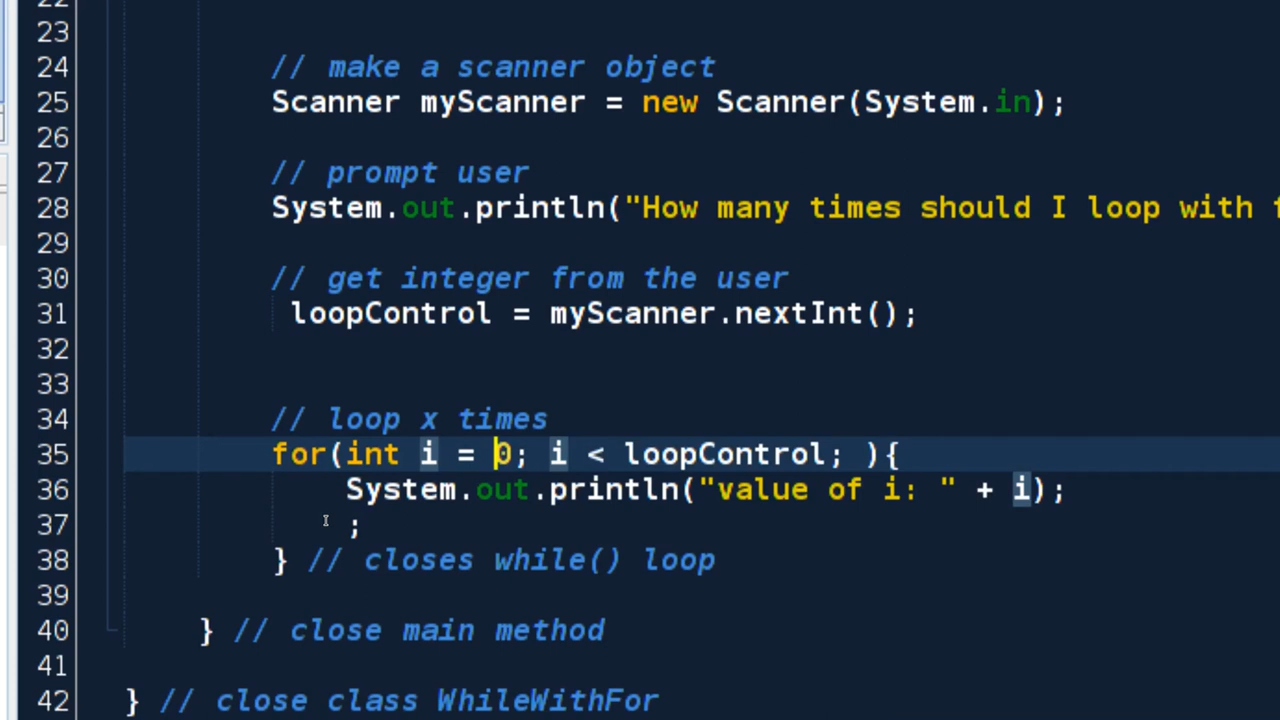 22
23
24 // make a scanner object
25 Scanner myScanner = new Scanner(System.in);
26
27 // prompt user
28 System.out.println("How many times should I loop with
29
30 // get integer from the user
31 loopControl = myScanner.nextInt();
32
33
34 // loop x times
35 for(int i = 0; i < loopControl; ){
36 System.out.println("value of i: " + i);
37 ;
38 } // closes while() loop
39
40 } // close main method
41
42 } // close class WhileWithFor